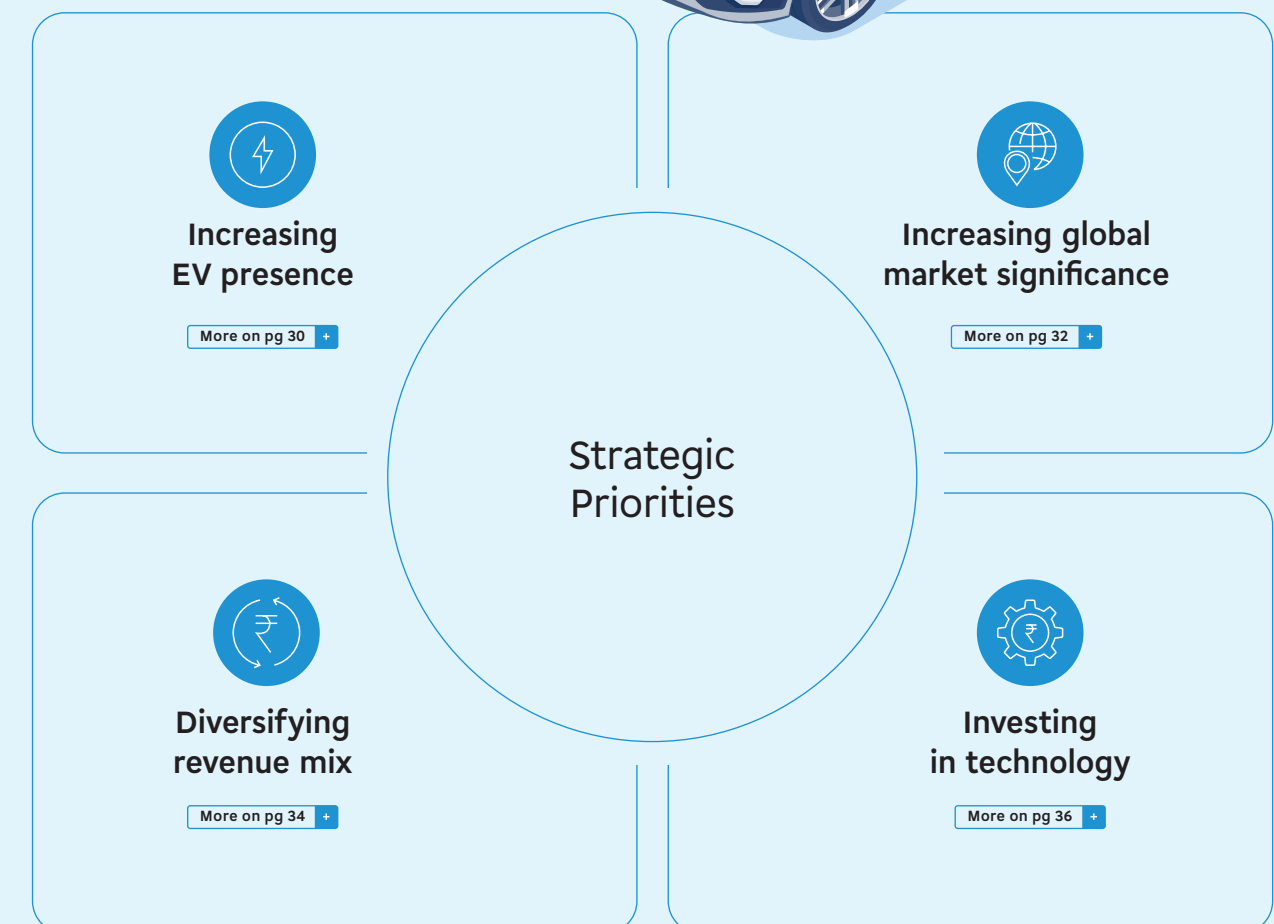 Increasing
EV presence
More on pg 30 +
Increasing global
market significance
More on pg 32 +
Strategic
Priorities
₹
Diversifying
revenue mix
More on pg 34 +
₹
Investing
in technology
More on pg 36 +